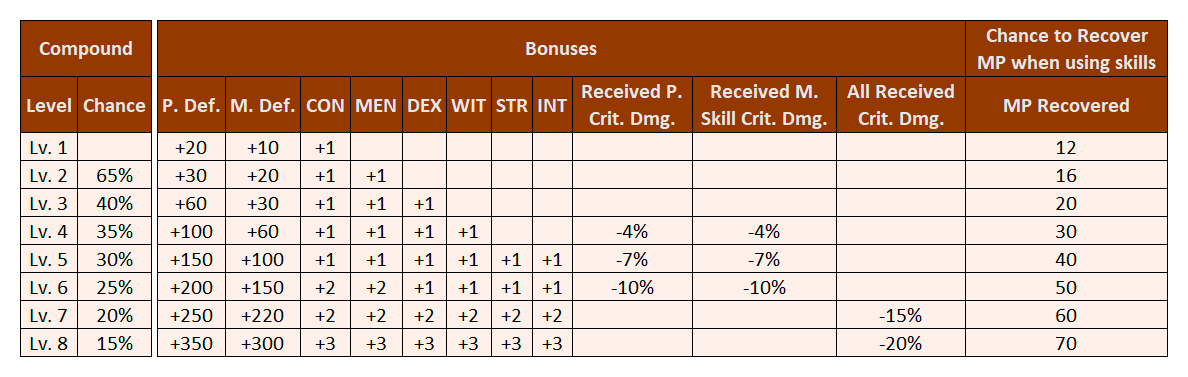 Compound Bonuses Chance to Recover MP when using skills
Level Chance P. Def. M. Def. CON MEN DEX WIT STR INT Received P. Crit. Dmg. Received M. Skill Crit. Dmg. All Received Crit. Dmg. MP Recovered
Lv. 1 +20 +10 +1 12
Lv. 2 65% +30 +20 +1 +1 16
Lv. 3 40% +60 +30 +1 +1 +1 20
Lv. 4 35% +100 +60 +1 +1 +1 +1 -4% -4% 30
Lv. 5 30% +150 +100 +1 +1 +1 +1 +1 +1 -7% -7% 40
Lv. 6 25% +200 +150 +2 +2 +1 +1 +1 +1 -10% -10% 50
Lv. 7 20% +250 +220 +2 +2 +2 +2 +2 +2 -15% 60
Lv. 8 15% +350 +300 +3 +3 +3 +3 +3 +3 -20% 70